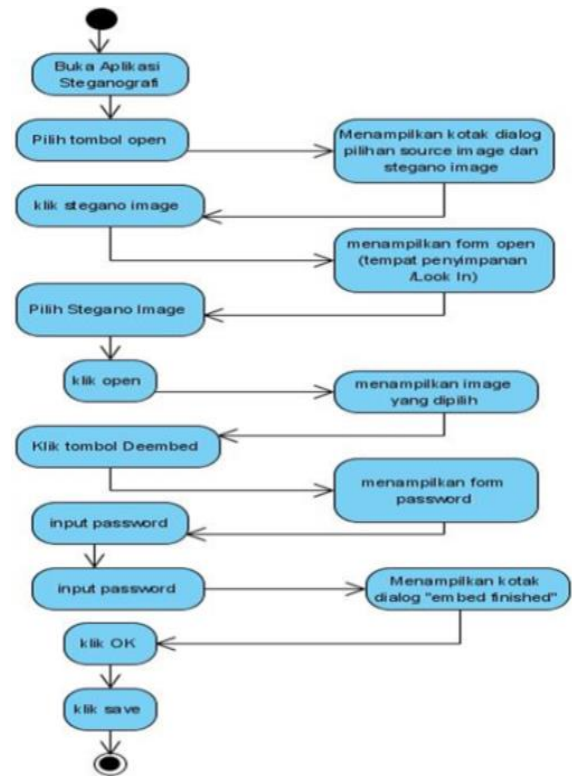 Buka Aplikasi
Steganografi
Pilih tombol open
Menampilkan kotak dialog
pilihan source image dan
stegano image
klik stegano image
menampilkan form open
(tempat penyimpanan
/Look In)
Pilih Stegano Image
klik open
menampilkan image
yang dipilih
Klik tombol Deembed
menampilkan form
password
input password
input password
Menampilkan kotak
dialog "embed finished"
klik OK
klik save